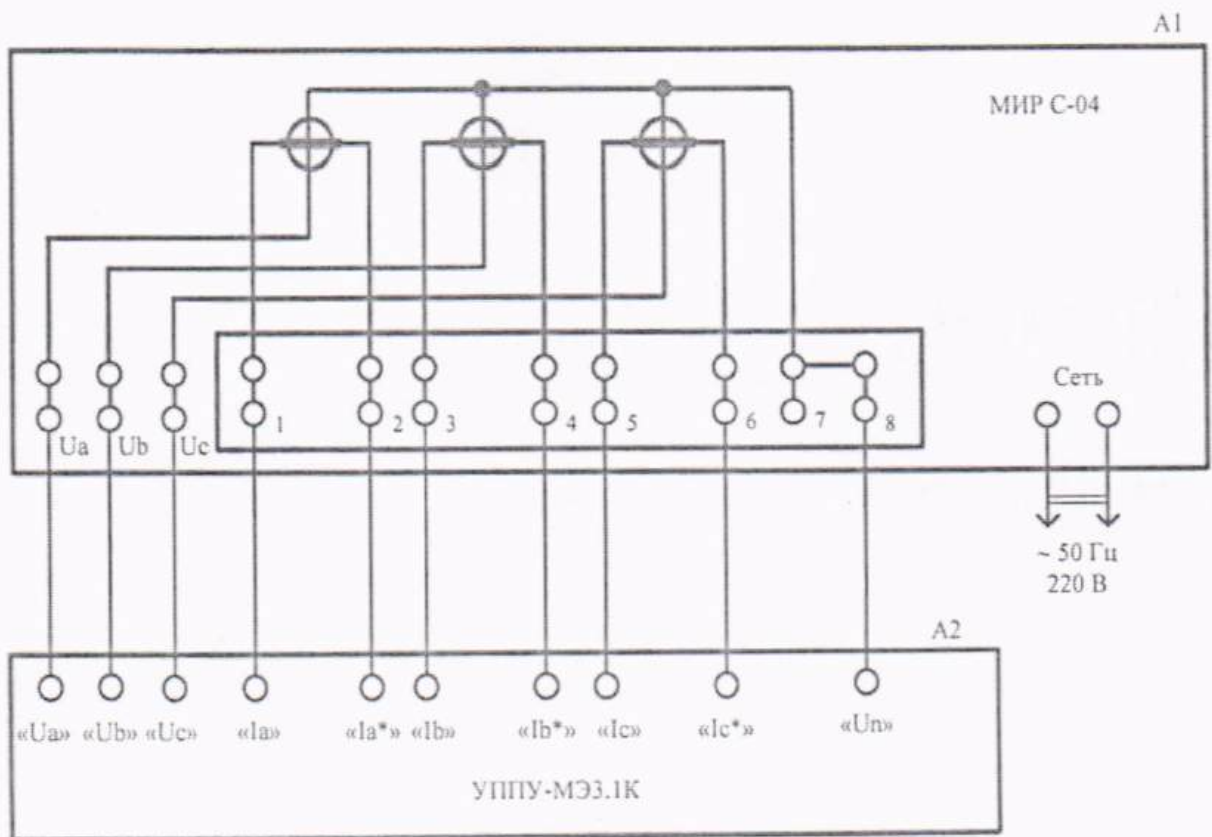 A1
МИР С-04
Сеть
1 2 3 4 5 6 7 8
Ua Ub Uc
~ 50 Гц
220 В
A2
«Ua» «Ub» «Uc» «Ia» «Ia*» «Ib» «Ib*» «Ic» «Ic*» «Un»
УППУ-МЭ3.1К